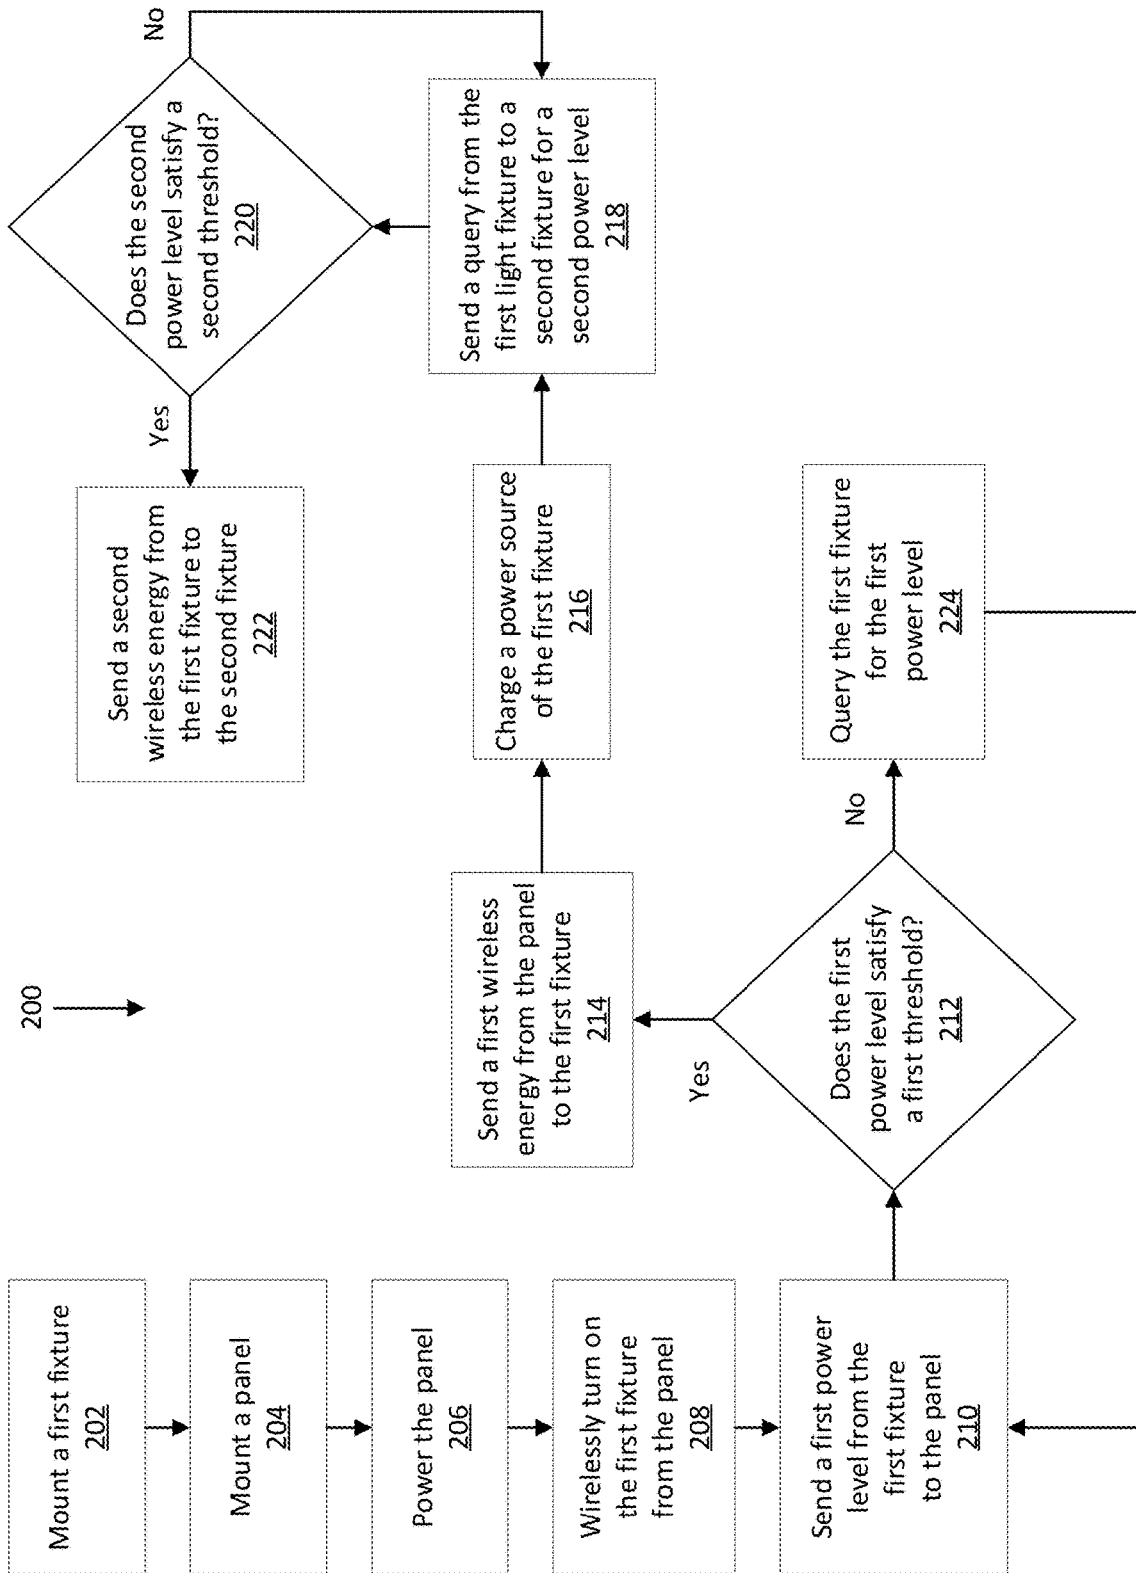 200
Mount a first fixture
202
Mount a panel
204
Power the panel
206
Wirelessly turn on
the first fixture
from the panel
208
Send a first power
level from the
first fixture
to the panel
210
Does the first
power level satisfy
a first threshold?
212
Yes
No
Send a first wireless
energy from the panel
to the first fixture
214
Charge a power source
of the first fixture
216
Send a query from the
first light fixture to a
second fixture for a
second power level
218
Does the second
power level satisfy a
second threshold?
220
Yes
No
Send a second
wireless energy from
the first fixture to
the second fixture
222
Query the first fixture
for the first
power level
224